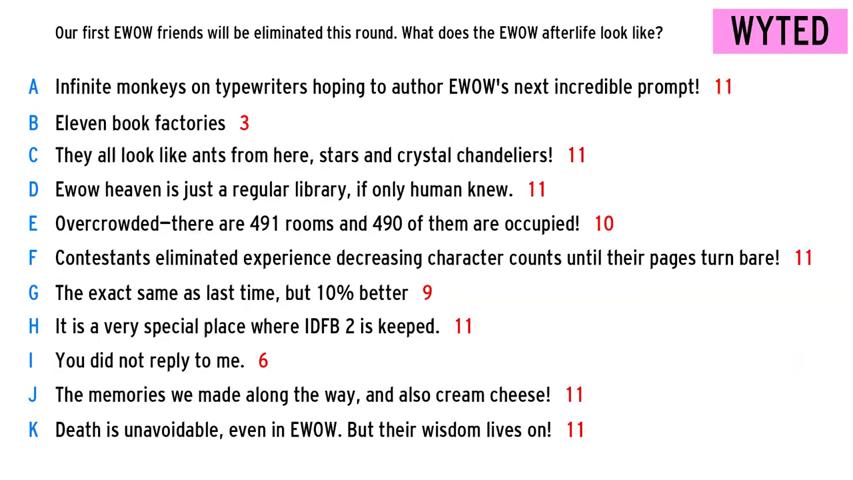 Our first EWOW friends will be eliminated this round. What does the EWOW afterlife look like?
WYTED
A Infinite monkeys on typewriters hoping to author EWOW's next incredible prompt! 11
B Eleven book factories 3
C They all look like ants from here, stars and crystal chandeliers! 11
D Ewow heaven is just a regular library, if only human knew. 11
E Overcrowded—there are 491 rooms and 490 of them are occupied! 10
F Contestants eliminated experience decreasing character counts until their pages turn bare! 11
G The exact same as last time, but 10% better 9
H It is a very special place where IDFB 2 is keeped. 11
I You did not reply to me. 6
J The memories we made along the way, and also cream cheese! 11
K Death is unavoidable, even in EWOW. But their wisdom lives on! 11